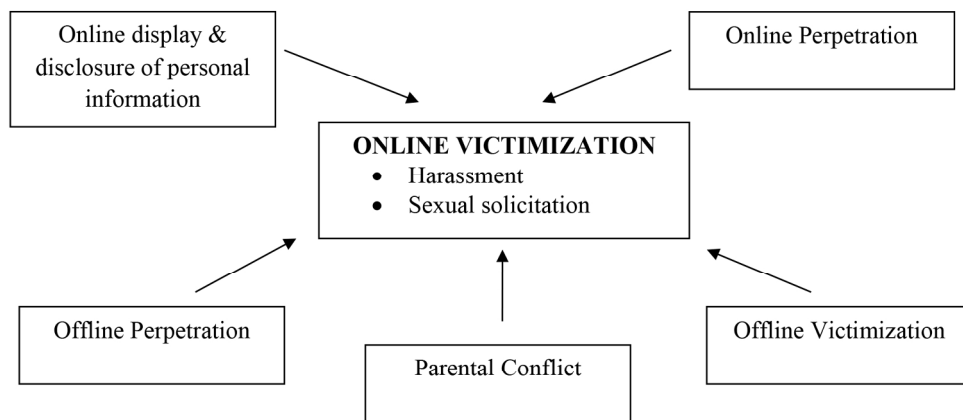 Online display &
disclosure of personal
information
Online Perpetration
ONLINE VICTIMIZATION
• Harassment
• Sexual solicitation
Offline Perpetration
Parental Conflict
Offline Victimization